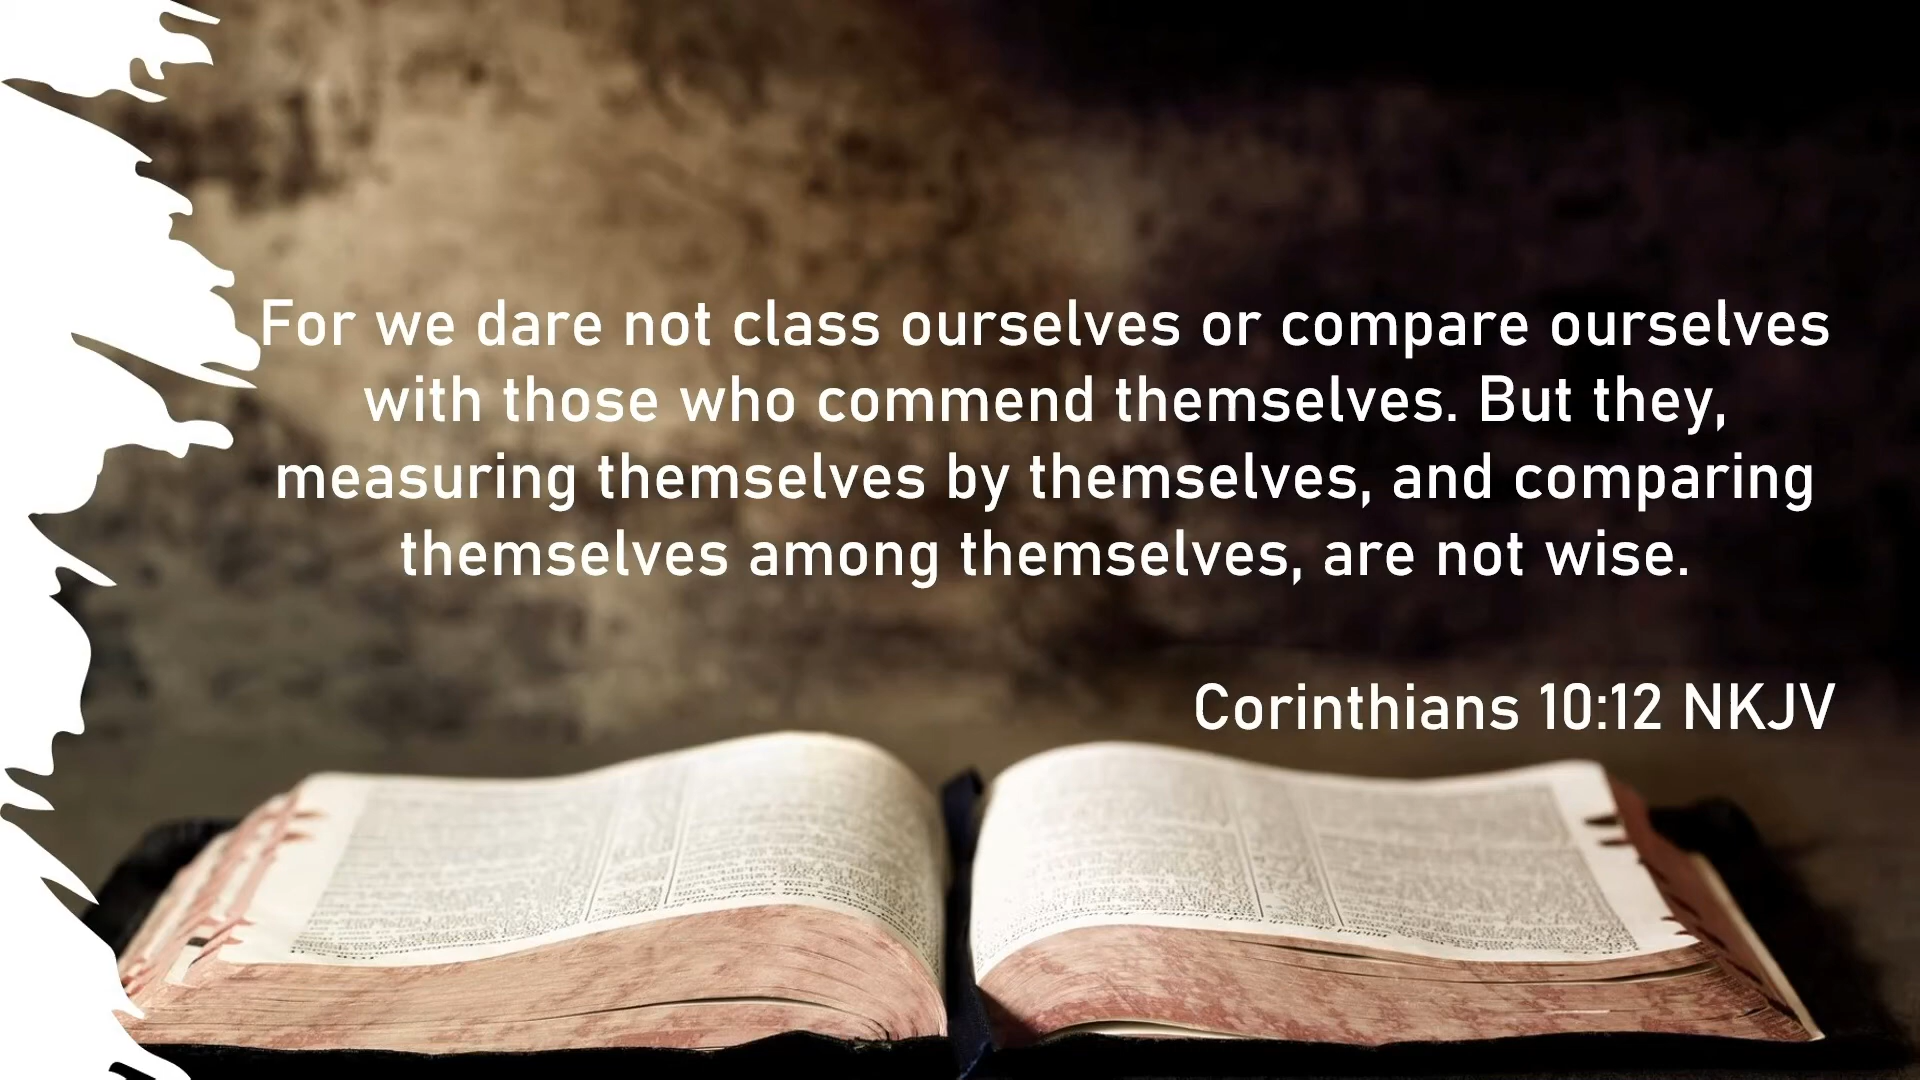 For we dare not class ourselves or compare ourselves
with those who commend themselves. But they,
measuring themselves by themselves, and comparing
themselves among themselves, are not wise.
Corinthians 10:12 NKJV